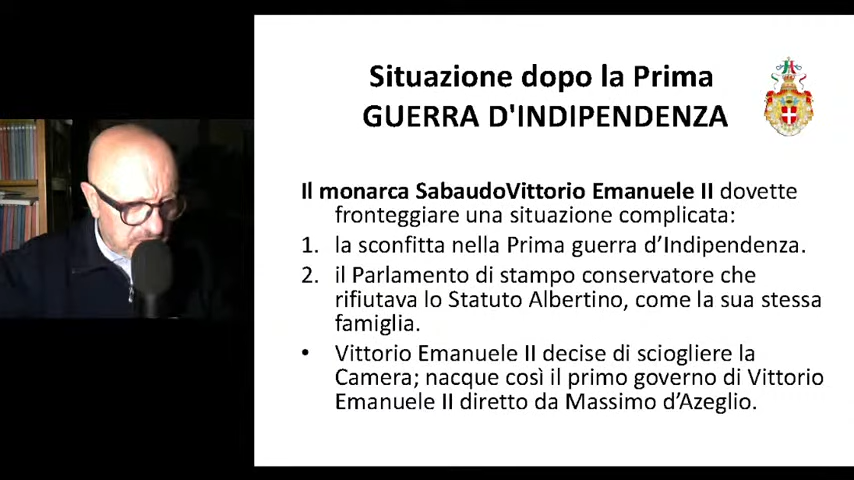 Situazione dopo la Prima
GUERRA D'INDIPENDENZA
Il monarca SabaudoVittorio Emanuele II dovette
fronteggiare una situazione complicata:
1. la sconfitta nella Prima guerra d’Indipendenza.
2. il Parlamento di stampo conservatore che
rifiutava lo Statuto Albertino, come la sua stessa
famiglia.
• Vittorio Emanuele II decise di sciogliere la
Camera; nacque così il primo governo di Vittorio
Emanuele II diretto da Massimo d’Azeglio.